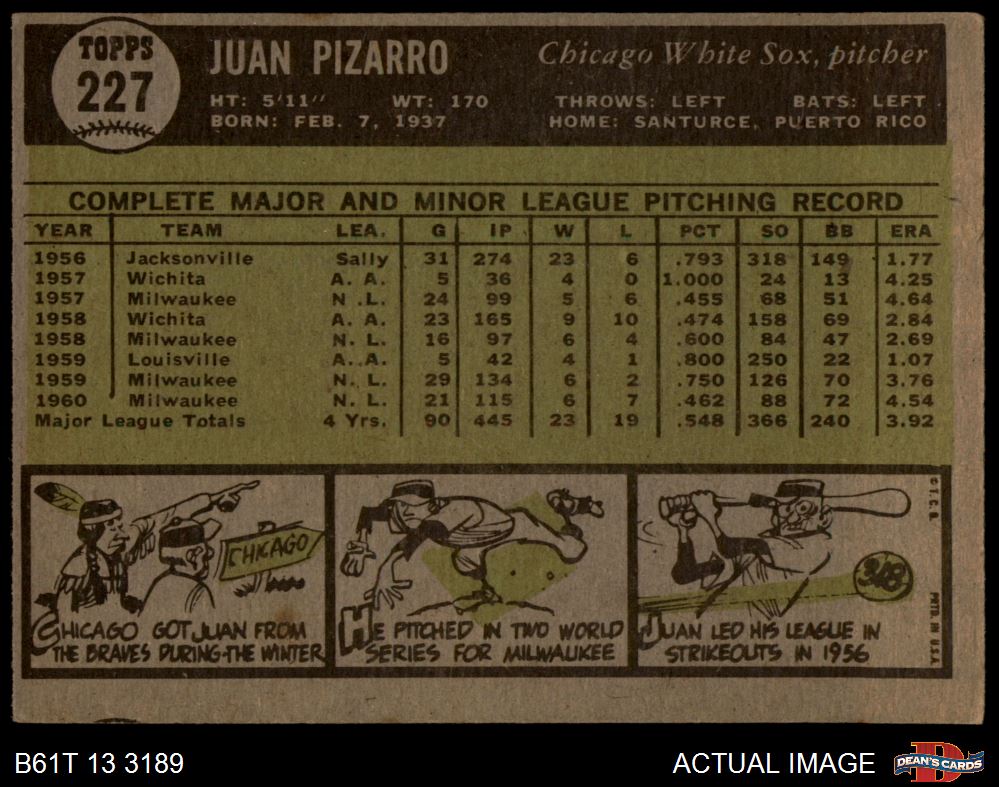 TOPPS
227
JUAN PIZARRO
Chicago White Sox, pitcher
HT: 5'11" WT: 170 THROWS: LEFT BATS: LEFT
BORN: FEB. 7, 1937 HOME: SANTURCE, PUERTO RICO
COMPLETE MAJOR AND MINOR LEAGUE PITCHING RECORD
YEAR TEAM LEA. G IP W L PCT SO BB ERA
1956 Jacksonville Sally 31 274 23 6 .793 318 149 1.77
1957 Wichita A. A. 5 36 4 0 1.000 24 13 4.25
1957 Milwaukee N .L. 24 99 5 6 .455 68 51 4.64
1958 Wichita A. A. 23 165 9 10 .474 158 69 2.84
1958 Milwaukee N. L. 16 97 6 4 .600 84 47 2.69
1959 Louisville A. A. 5 42 4 1 .800 250 22 1.07
1959 Milwaukee N. L. 29 134 6 2 .750 126 70 3.76
1960 Milwaukee N. L. 21 115 6 7 .462 88 72 4.54
Major League Totals 4 Yrs. 90 445 23 19 .548 366 240 3.92
CHICAGO
CHICAGO GOT JUAN FROM
THE BRAVES DURING THE WINTER
HE PITCHED IN TWO WORLD
SERIES FOR MILWAUKEE
348
JUAN LED HIS LEAGUE IN
STRIKEOUTS IN 1956
© T. C. G.
PRTD. IN U.S.A.
B61T 13 3189
ACTUAL IMAGE
DEAN'S CARDS